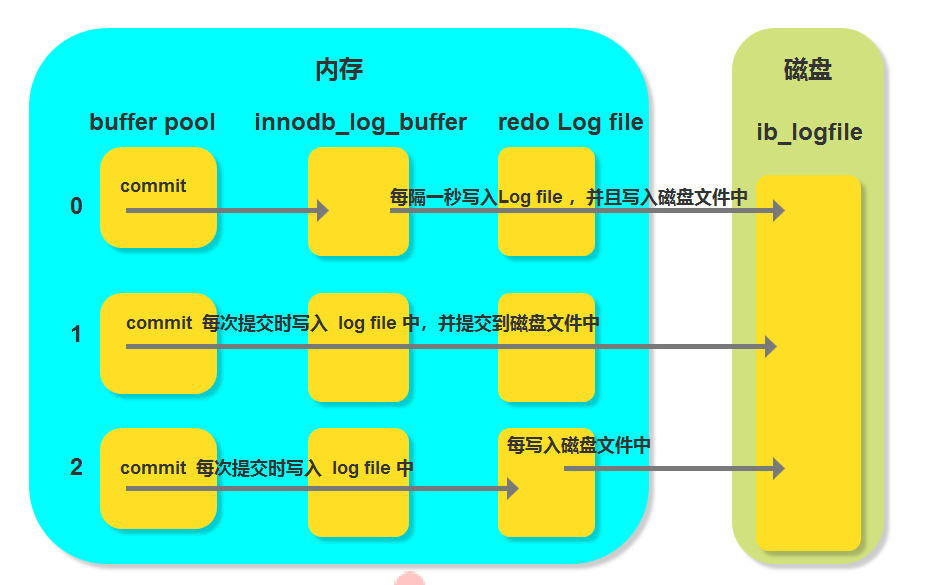 内存
磁盘
buffer pool
innodb_log_buffer
redo Log file
ib_logfile
0
commit
每隔一秒写入Log file ，并且写入磁盘文件中
1
commit 每次提交时写入 log file 中，并提交到磁盘文件中
2
commit 每次提交时写入 log file 中
每写入磁盘文件中